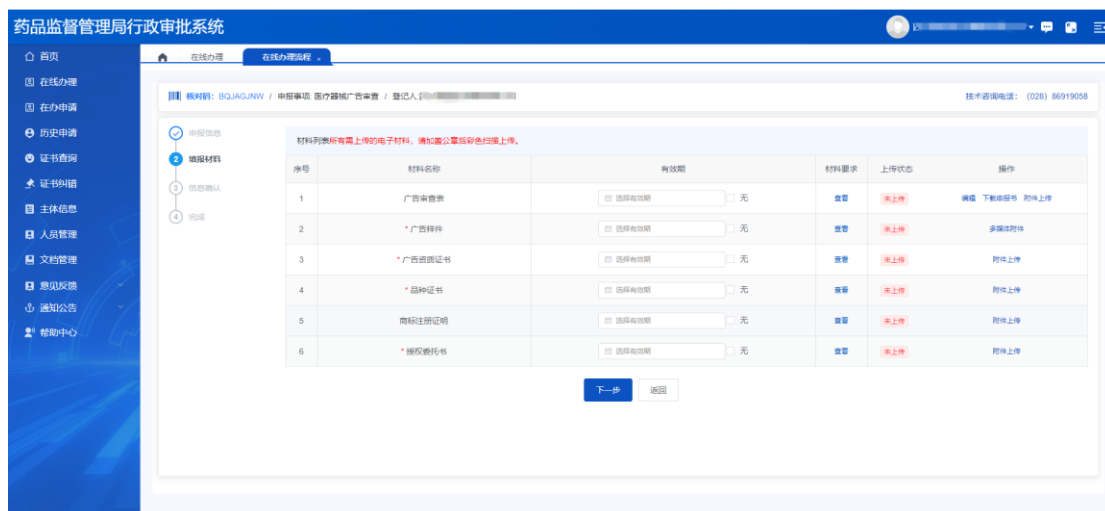 药品监督管理局行政审批系统
首页
在线办理
在办申请
历史申请
证书查询
证书纠错
主体信息
人员管理
文档管理
意见反馈
通知公告
帮助中心
在线办理 在线办理流程 ×
核对码：BQJAGJNW / 申报事项: 医疗器械广告审查 / 登记人: 技术咨询电话：(028) 86919058
申报信息
2 填报材料
3 信息确认
4 完成
材料列表所有需上传的电子材料，请加盖公章后彩色扫描上传。
序号 材料名称 有效期 材料要求 上传状态 操作
1 广告审查表 选择有效期 无 查看 未上传 编辑 下载申报书 附件上传
2 * 广告样件 选择有效期 无 查看 未上传 多媒体附件
3 * 广告资质证书 选择有效期 无 查看 未上传 附件上传
4 * 品种证书 选择有效期 无 查看 未上传 附件上传
5 商标注册证明 选择有效期 无 查看 未上传 附件上传
6 * 授权委托书 选择有效期 无 查看 未上传 附件上传
下一步 返回